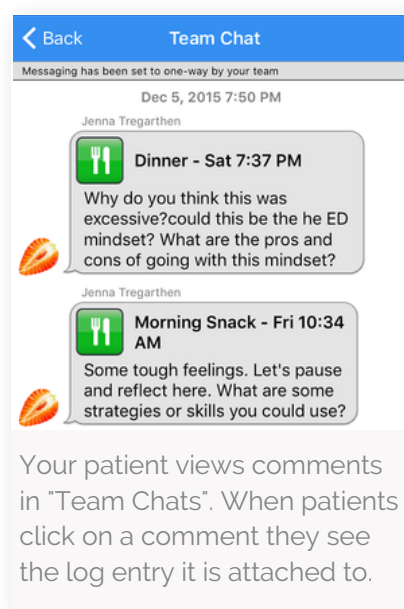 Back
Team Chat
Messaging has been set to one-way by your team
Dec 5, 2015 7:50 PM
Jenna Tregarthen
Dinner - Sat 7:37 PM
Why do you think this was
excessive?could this be the he ED
mindset? What are the pros and
cons of going with this mindset?
Jenna Tregarthen
Morning Snack - Fri 10:34
AM
Some tough feelings. Let's pause
and reflect here. What are some
strategies or skills you could use?
Your patient views comments
in "Team Chats". When patients
click on a comment they see
the log entry it is attached to.